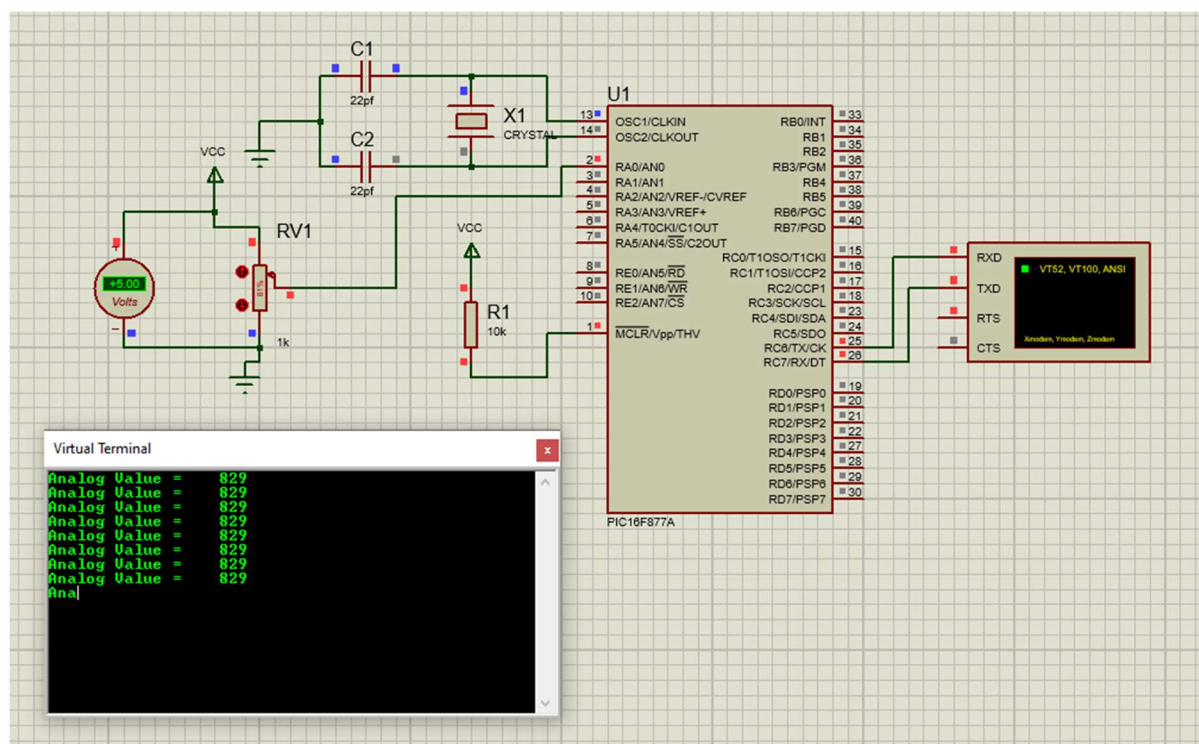 C1
22pf
C2
22pf
X1
CRYSTAL
VCC
RV1
81%
1k
+5.00
Volts
+
−
VCC
R1
10k
U1
13 OSC1/CLKIN
14 OSC2/CLKOUT
2 RA0/AN0
3 RA1/AN1
4 RA2/AN2/VREF-/CVREF
5 RA3/AN3/VREF+
6 RA4/T0CKI/C1OUT
7 RA5/AN4/SS/C2OUT
8 RE0/AN5/RD
9 RE1/AN6/WR
10 RE2/AN7/CS
1 MCLR/Vpp/THV
RB0/INT 33
RB1 34
RB2 35
RB3/PGM 36
RB4 37
RB5 38
RB6/PGC 39
RB7/PGD 40
RC0/T1OSO/T1CKI 15
RC1/T1OSI/CCP2 16
RC2/CCP1 17
RC3/SCK/SCL 18
RC4/SDI/SDA 23
RC5/SDO 24
RC6/TX/CK 25
RC7/RX/DT 26
RD0/PSP0 19
RD1/PSP1 20
RD2/PSP2 21
RD3/PSP3 22
RD4/PSP4 27
RD5/PSP5 28
RD6/PSP6 29
RD7/PSP7 30
PIC16F877A
RXD
TXD
RTS
CTS
VT52, VT100, ANSI
Xmodem, Ymodem, Zmodem
Virtual Terminal
x
Analog Value = 829
Analog Value = 829
Analog Value = 829
Analog Value = 829
Analog Value = 829
Analog Value = 829
Analog Value = 829
Analog Value = 829
Ana